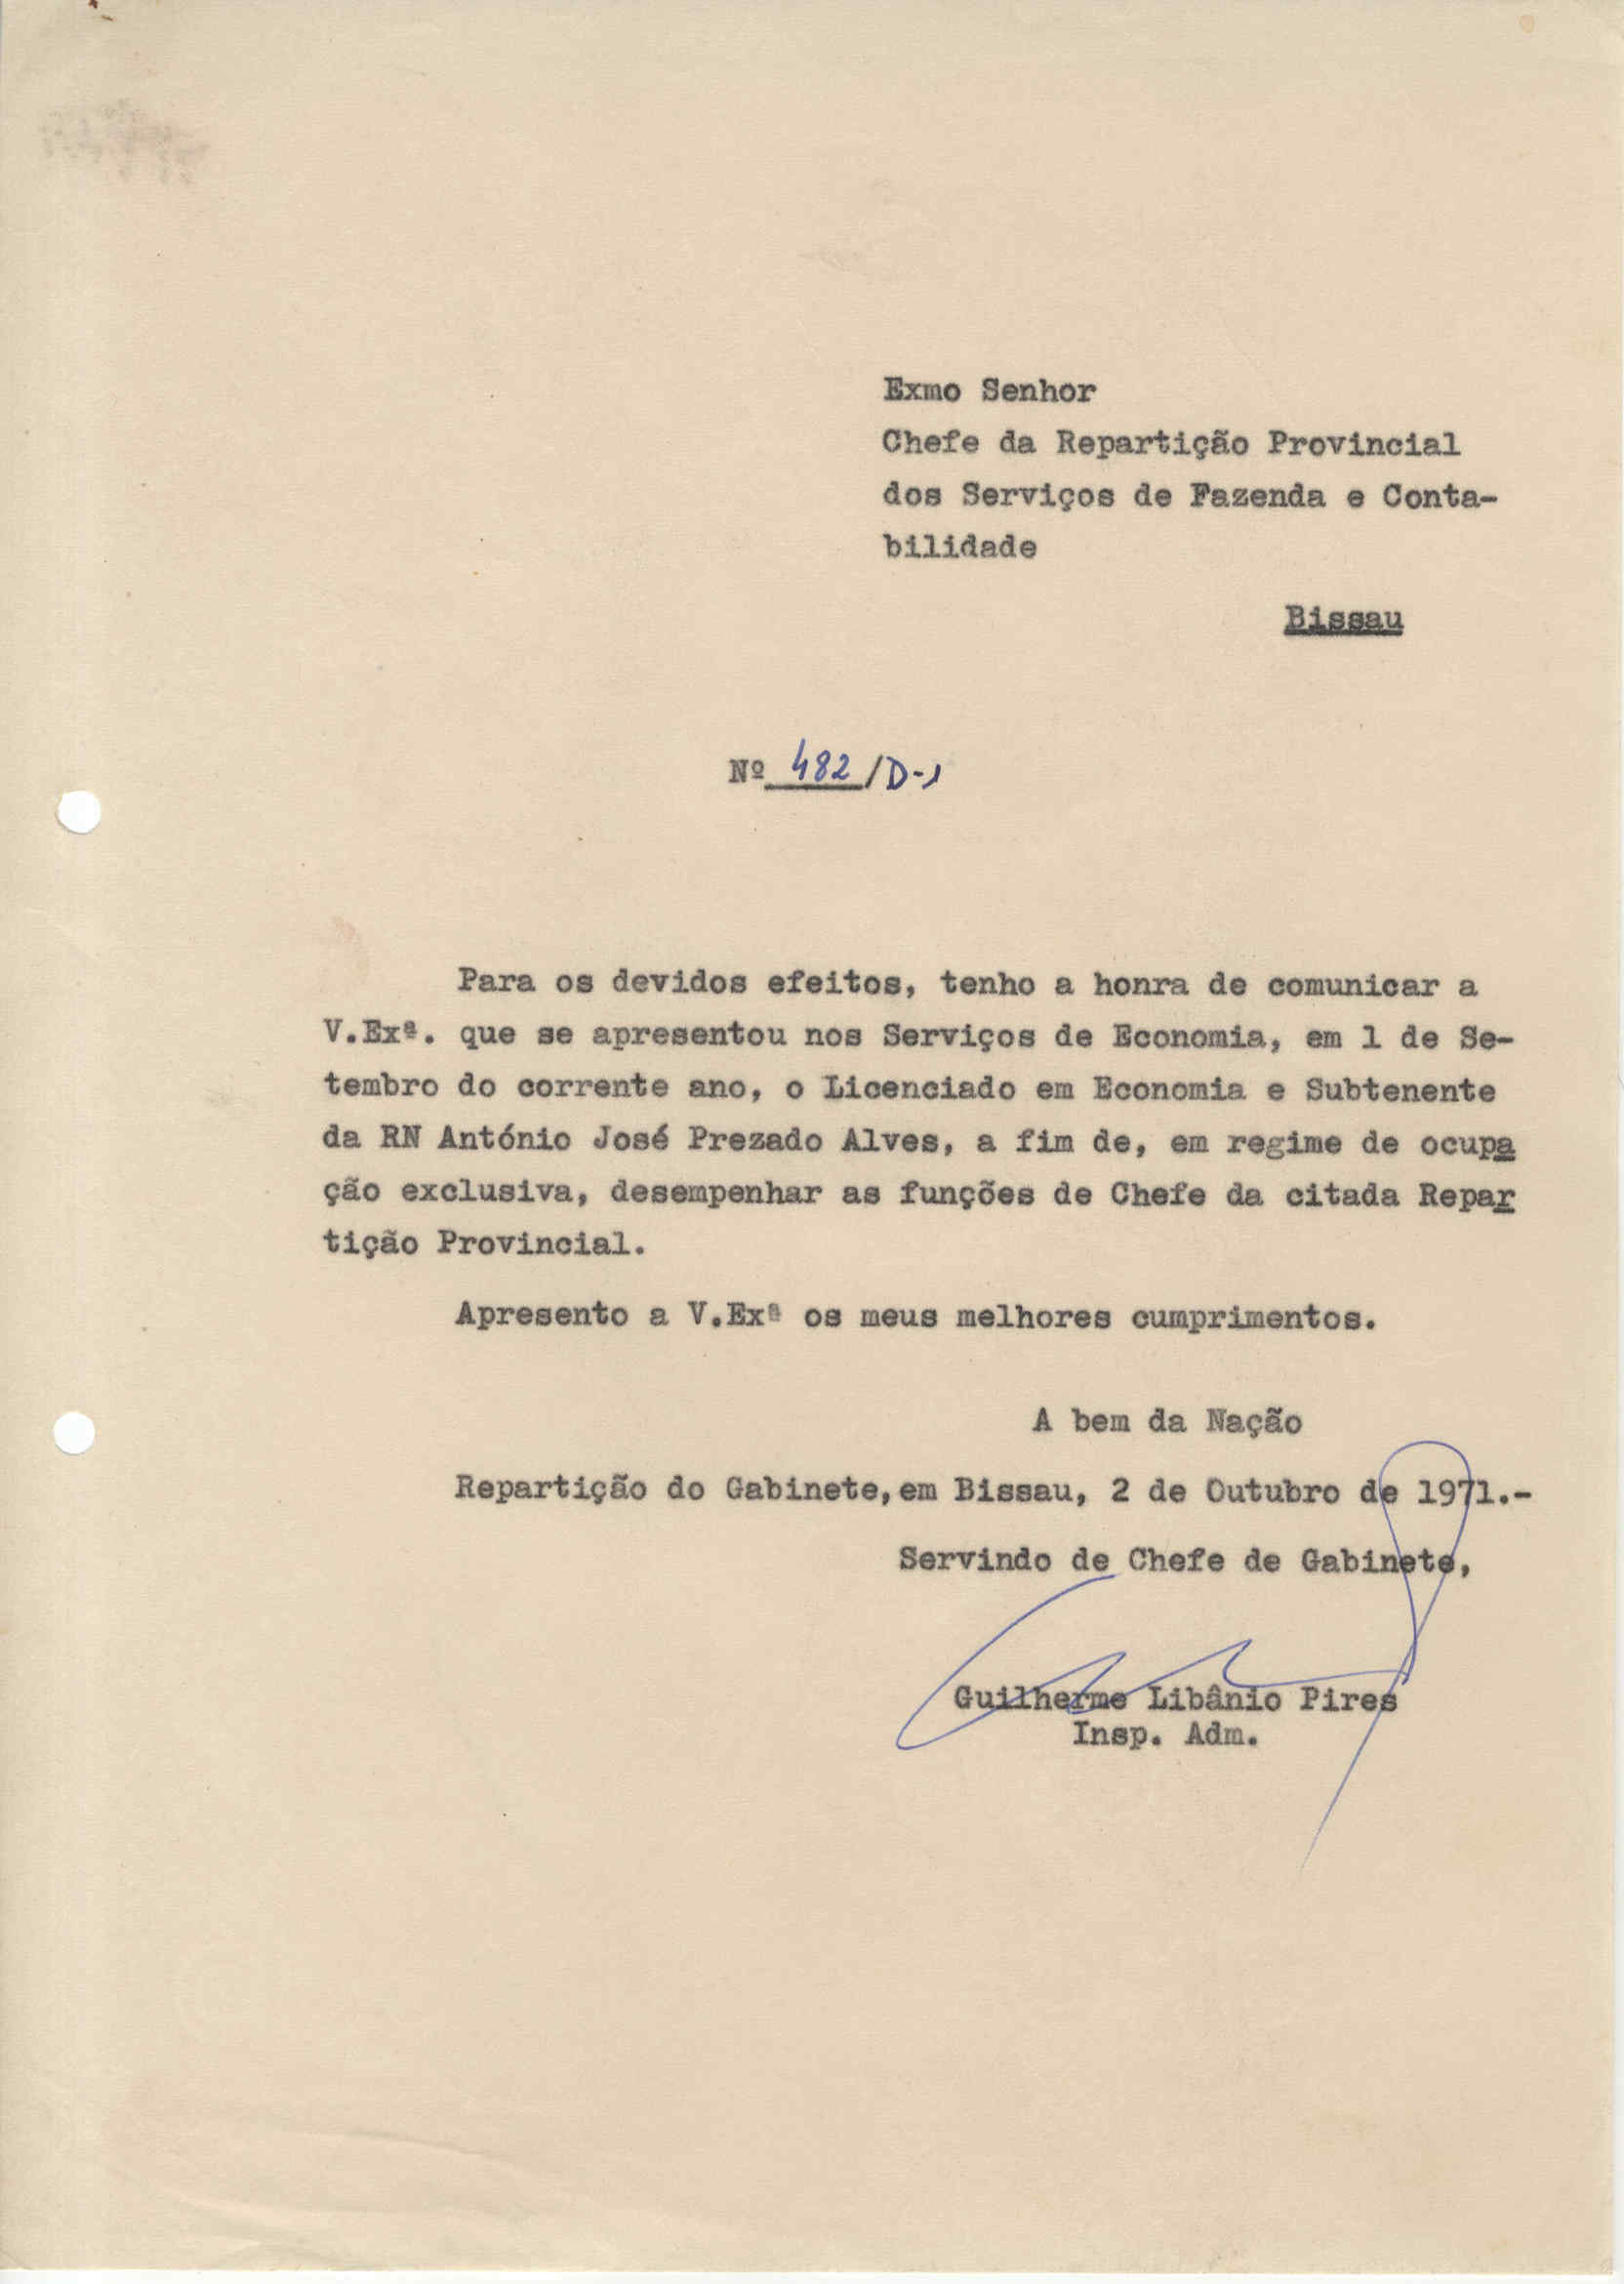 Exmo Senhor
Chefe da Repartição Provincial
dos Serviços de Fazenda e Conta-
bilidade
Bissau
Nº 482/D-1
Para os devidos efeitos, tenho a honra de comunicar a
V.Exª. que se apresentou nos Serviços de Economia, em 1 de Se-
tembro do corrente ano, o Licenciado em Economia e Subtenente
da RN António José Prezado Alves, a fim de, em regime de ocupa
ção exclusiva, desempenhar as funções de Chefe da citada Repar
tição Provincial.
Apresento a V.Exª os meus melhores cumprimentos.
A bem da Nação
Repartição do Gabinete,em Bissau, 2 de Outubro de 1971.-
Servindo de Chefe de Gabinete,
Guilherme Libânio Pires
Insp. Adm.